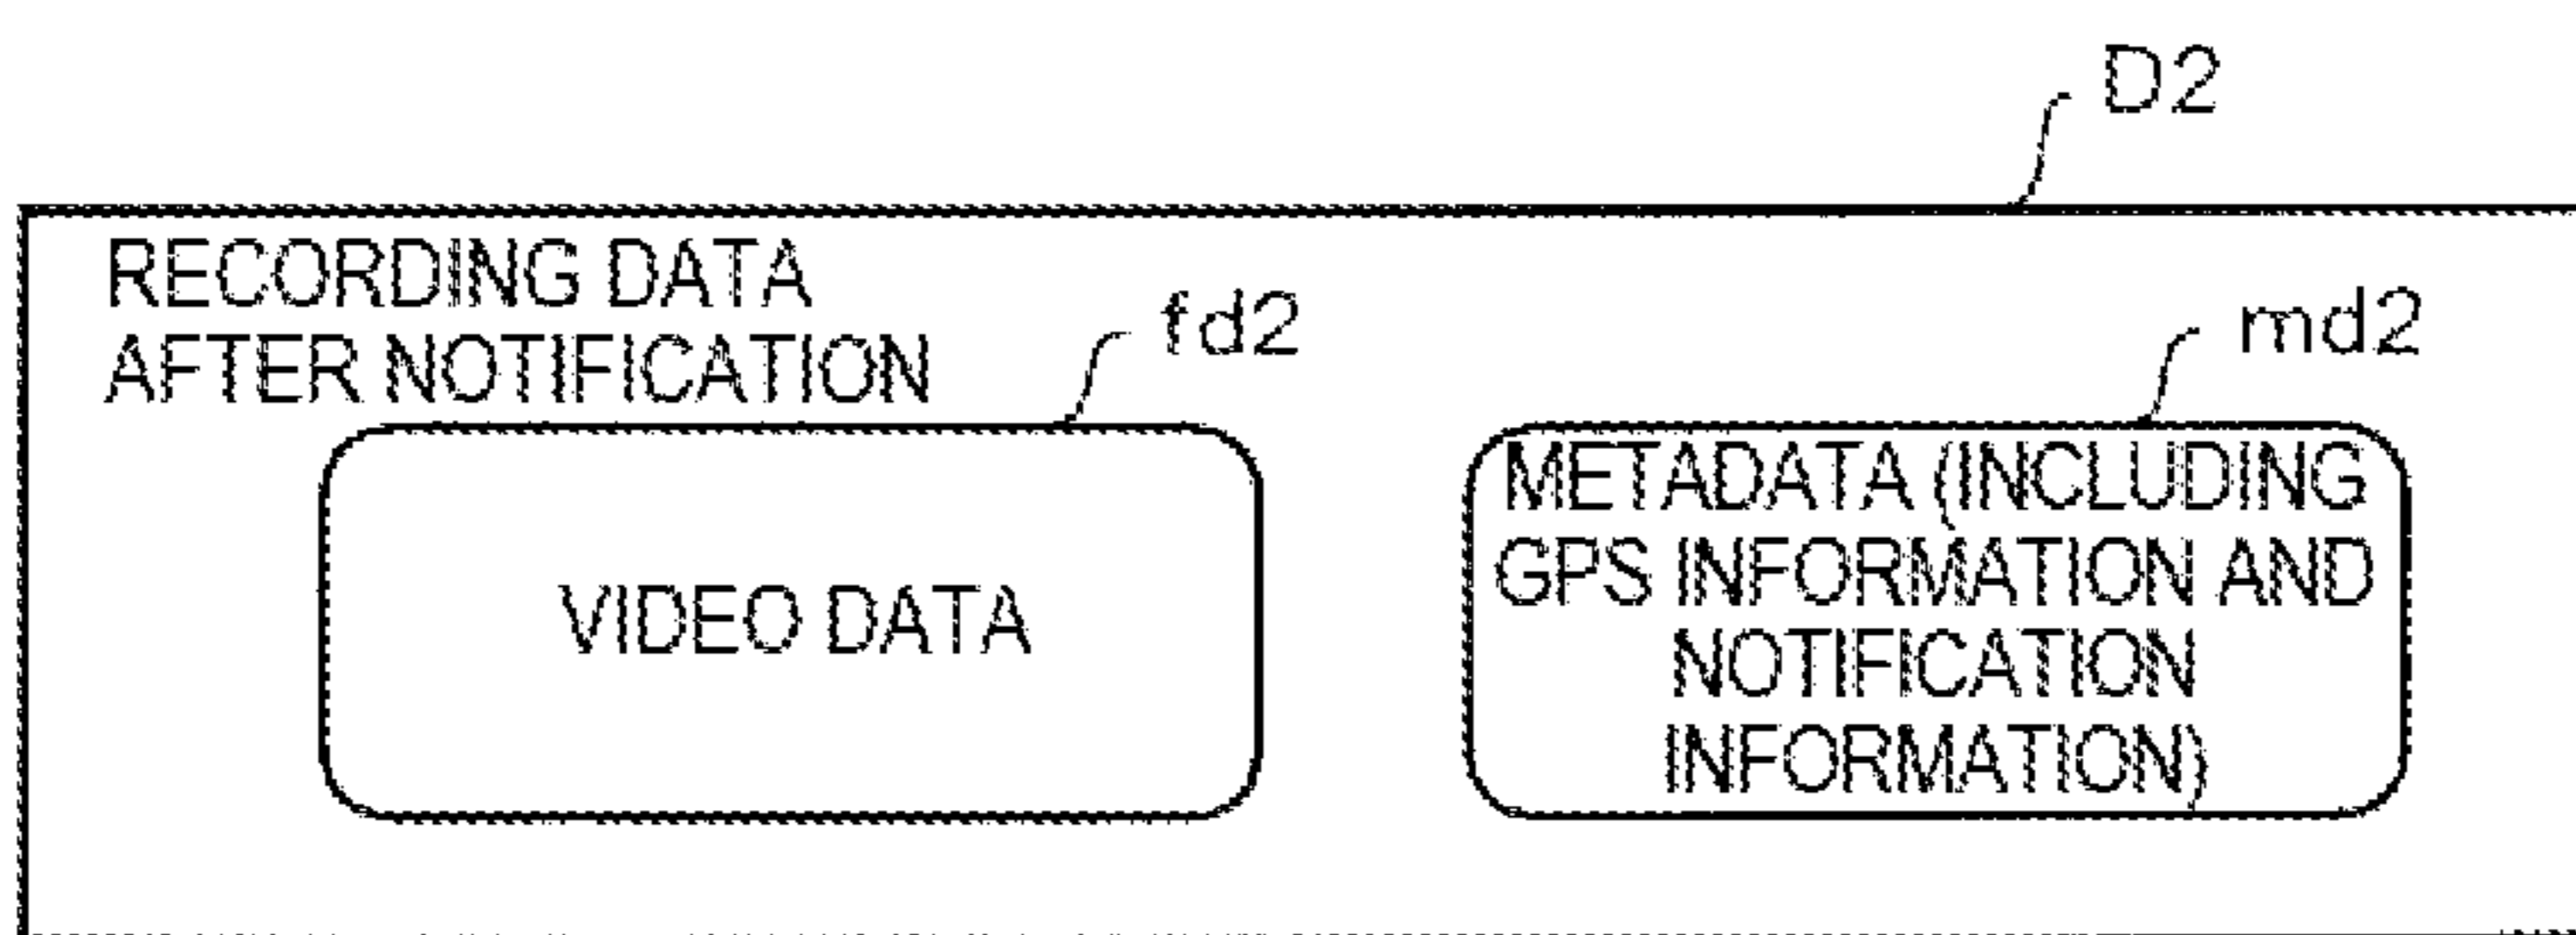 D2
RECORDING DATA
AFTER NOTIFICATION
fd2
md2
VIDEO DATA
METADATA (INCLUDING
GPS INFORMATION AND
NOTIFICATION
INFORMATION)